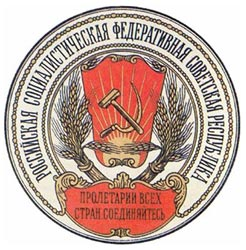 РОССИЙСКАЯ СОЦИАЛИСТИЧЕСКАЯ ФЕДЕРАТИВНАЯ СОВЕТСКАЯ РЕСПУБЛИКА
ПРОЛЕТАРИИ ВСЕХ
СТРАН, СОЕДИНЯЙТЕСЬ